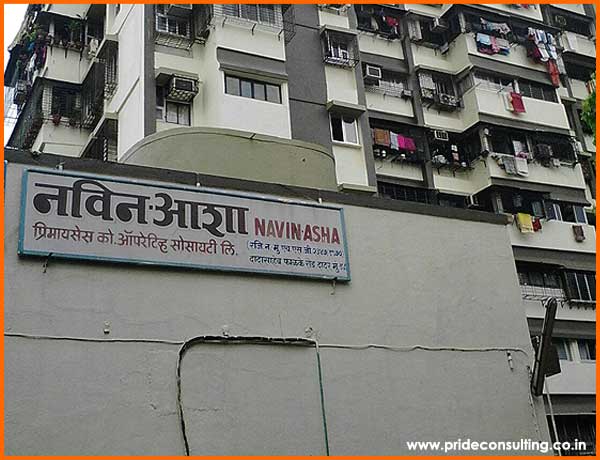 नविन·आशा NAVIN·ASHA
प्रिमायसेस को. ऑपरेटिव्ह सोसायटी लि.
दादासाहेब फाळके रोड दादर मु.
www.prideconsulting.co.in